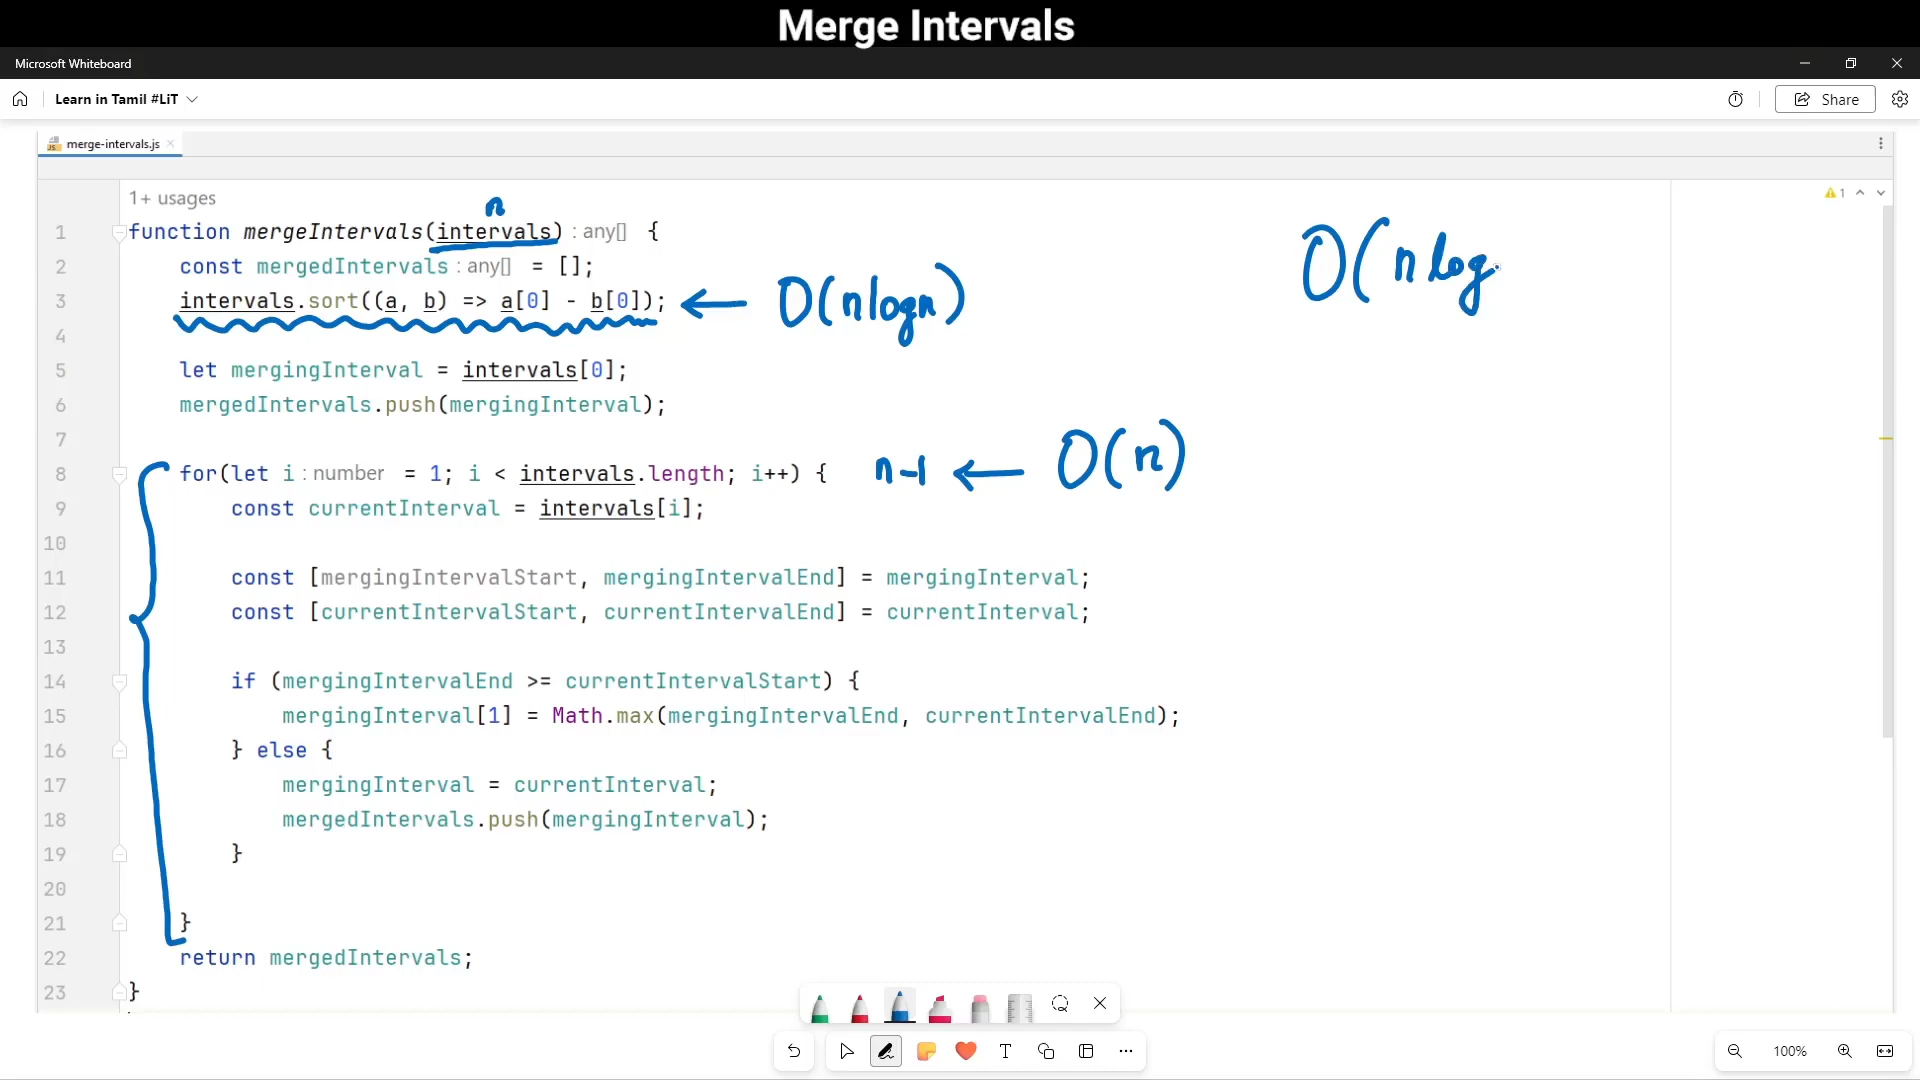 Merge Intervals
Microsoft Whiteboard
Learn in Tamil #LiT
Share
merge-intervals.js
1+ usages
n
1
1 function mergeIntervals(intervals) : any[] {
O(n log
2 const mergedIntervals : any[] = [];
3 intervals.sort((a, b) => a[0] - b[0]); ← O(nlogn)
4
5 let mergingInterval = intervals[0];
6 mergedIntervals.push(mergingInterval);
7
8 for(let i : number = 1; i < intervals.length; i++) { n-1 ← O(n)
9 const currentInterval = intervals[i];
10
11 const [mergingIntervalStart, mergingIntervalEnd] = mergingInterval;
12 const [currentIntervalStart, currentIntervalEnd] = currentInterval;
13
14 if (mergingIntervalEnd >= currentIntervalStart) {
15 mergingInterval[1] = Math.max(mergingIntervalEnd, currentIntervalEnd);
16 } else {
17 mergingInterval = currentInterval;
18 mergedIntervals.push(mergingInterval);
19 }
20
21 }
22 return mergedIntervals;
23 }
100%